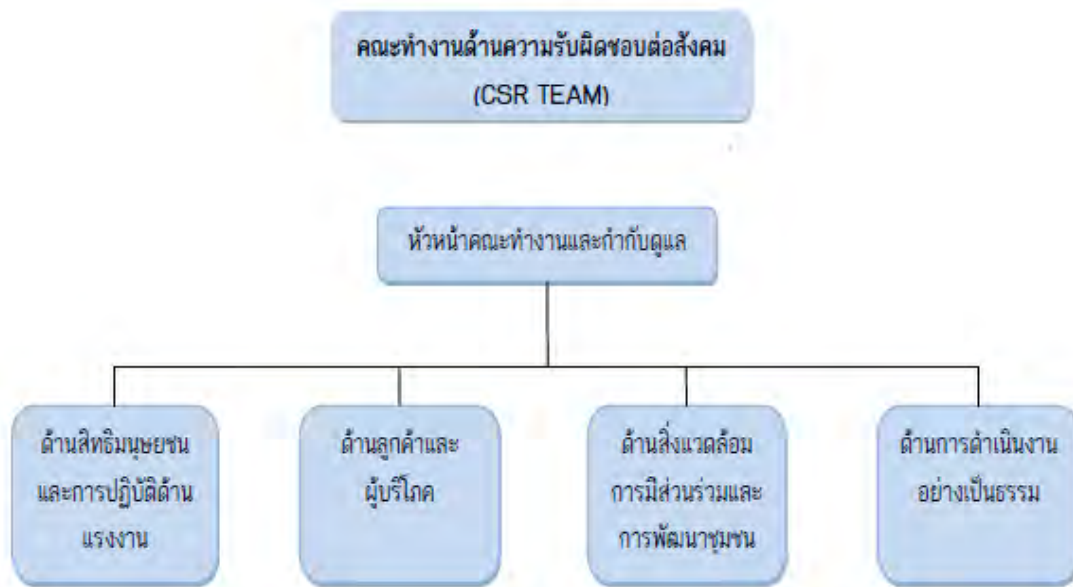 คณะทำงานด้านความรับผิดชอบต่อสังคม
(CSR TEAM)
หัวหน้าคณะทำงานและกำกับดูแล
ด้านสิทธิมนุษยชน
และการปฏิบัติด้าน
แรงงาน
ด้านลูกค้าและ
ผู้บริโภค
ด้านสิ่งแวดล้อม
การมีส่วนร่วมและ
การพัฒนาชุมชน
ด้านการดำเนินงาน
อย่างเป็นธรรม